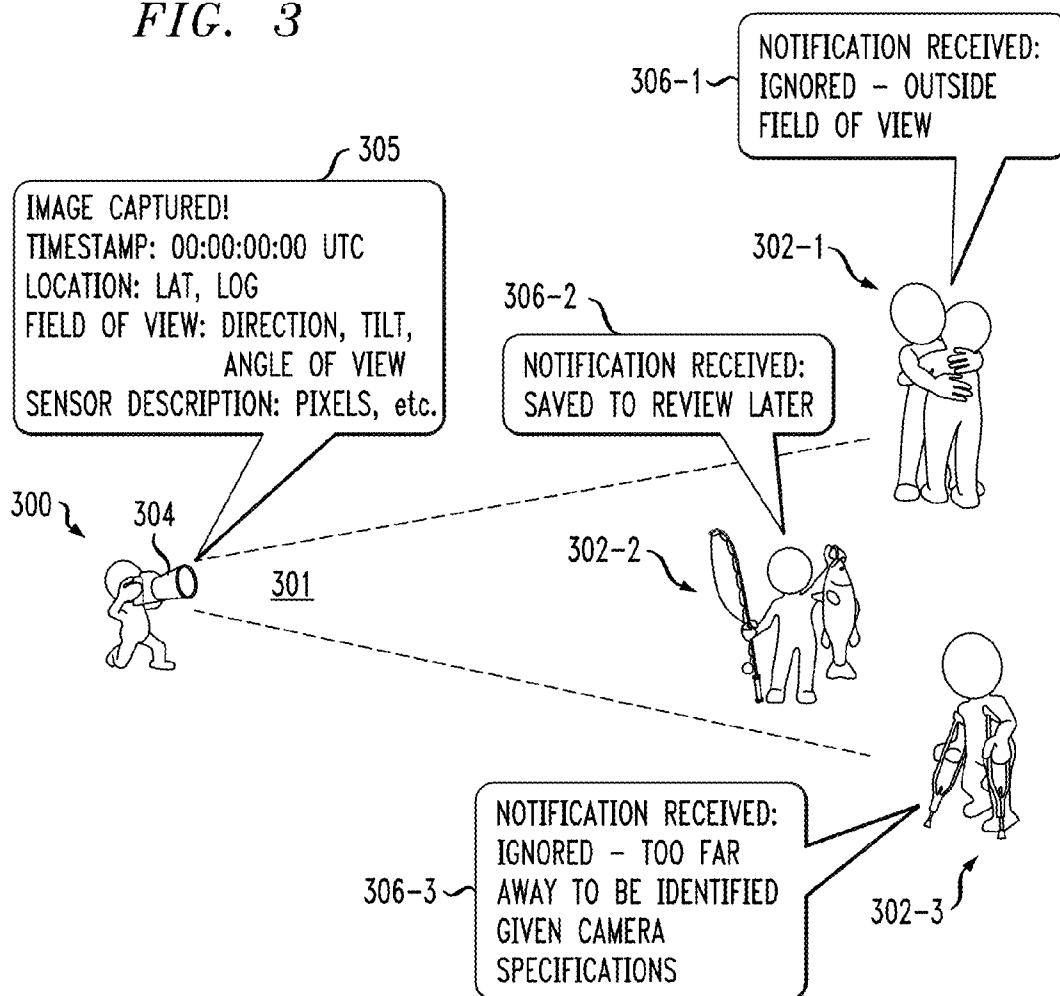 FIG. 3
NOTIFICATION RECEIVED:
IGNORED - OUTSIDE
FIELD OF VIEW
306-1
305
IMAGE CAPTURED!
TIMESTAMP: 00:00:00:00 UTC
LOCATION: LAT, LOG
FIELD OF VIEW: DIRECTION, TILT,
ANGLE OF VIEW
SENSOR DESCRIPTION: PIXELS, etc.
302-1
306-2
NOTIFICATION RECEIVED:
SAVED TO REVIEW LATER
300
304
301
302-2
NOTIFICATION RECEIVED:
IGNORED - TOO FAR
AWAY TO BE IDENTIFIED
GIVEN CAMERA
SPECIFICATIONS
306-3
302-3